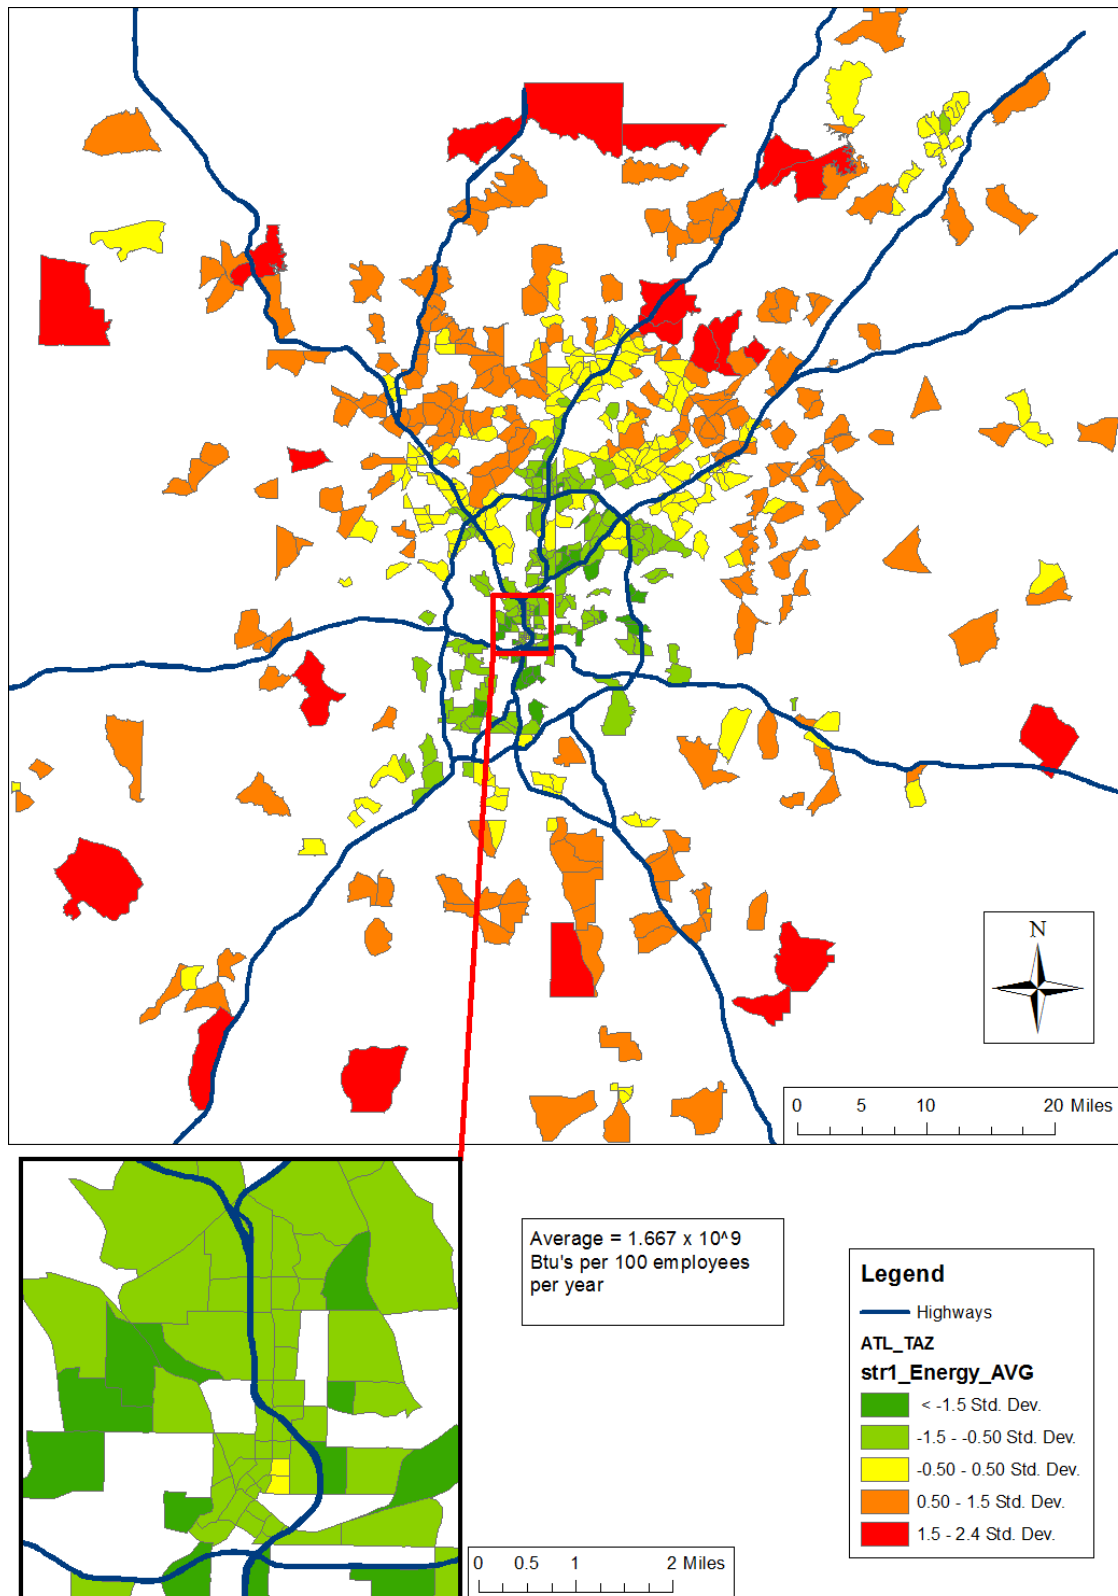 N
0 5 10 20 Miles
Average = 1.667 x 10^9
Btu's per 100 employees
per year
Legend
Highways
ATL_TAZ
str1_Energy_AVG
< -1.5 Std. Dev.
-1.5 - -0.50 Std. Dev.
-0.50 - 0.50 Std. Dev.
0.50 - 1.5 Std. Dev.
1.5 - 2.4 Std. Dev.
0 0.5 1 2 Miles